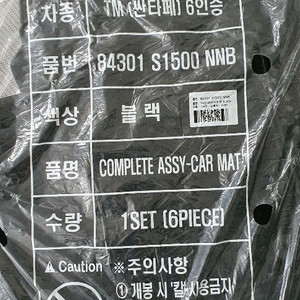 차종 TM (싼타페) 6인승
품번 84301 S1500 NNB
색상 블랙
품명 COMPLETE ASSY-CAR MAT
수량 1SET (6PIECE)
Caution ※주의사항
① 개봉 시 '칼'사용금지